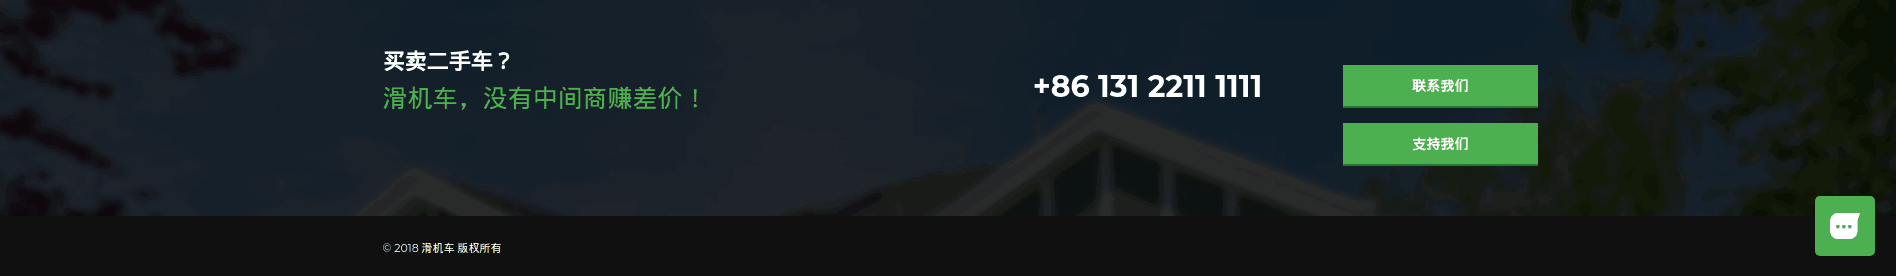 买卖二手车？
滑机车，没有中间商赚差价！
+86 131 2211 1111
联系我们
支持我们
© 2018 滑机车 版权所有